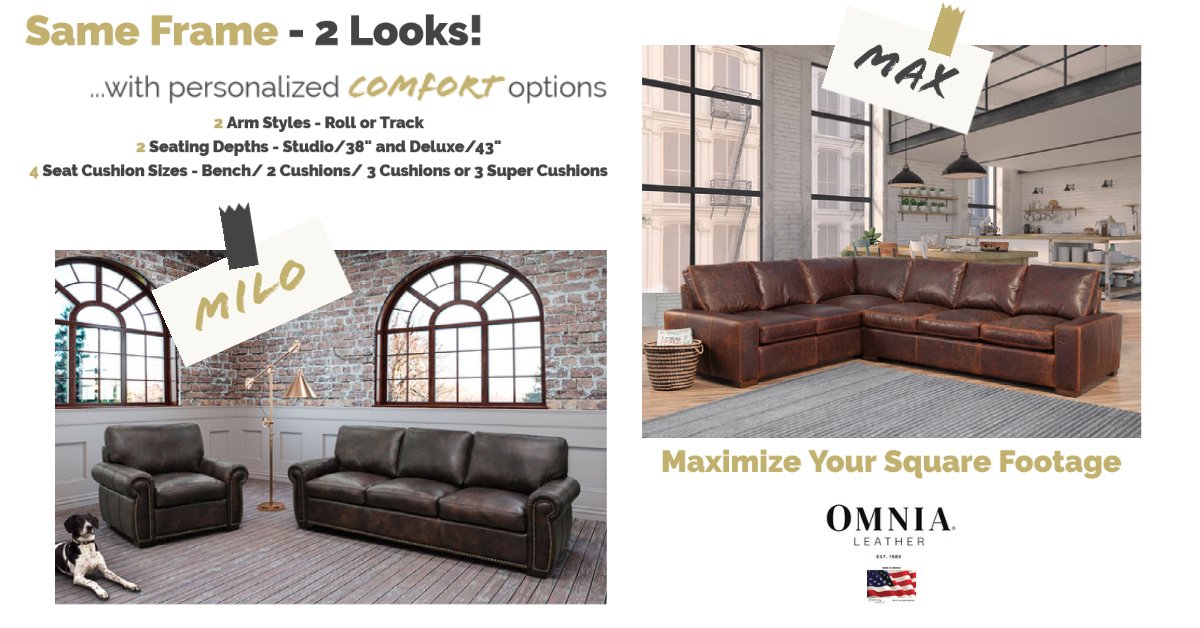 Same Frame - 2 Looks!
...with personalized COMFORT options
2 Arm Styles - Roll or Track
2 Seating Depths - Studio/38" and Deluxe/43"
4 Seat Cushion Sizes - Bench/ 2 Cushions/ 3 Cushions or 3 Super Cushions
MILO
MAX
Maximize Your Square Footage
OMNIA®
LEATHER
EST. 1989